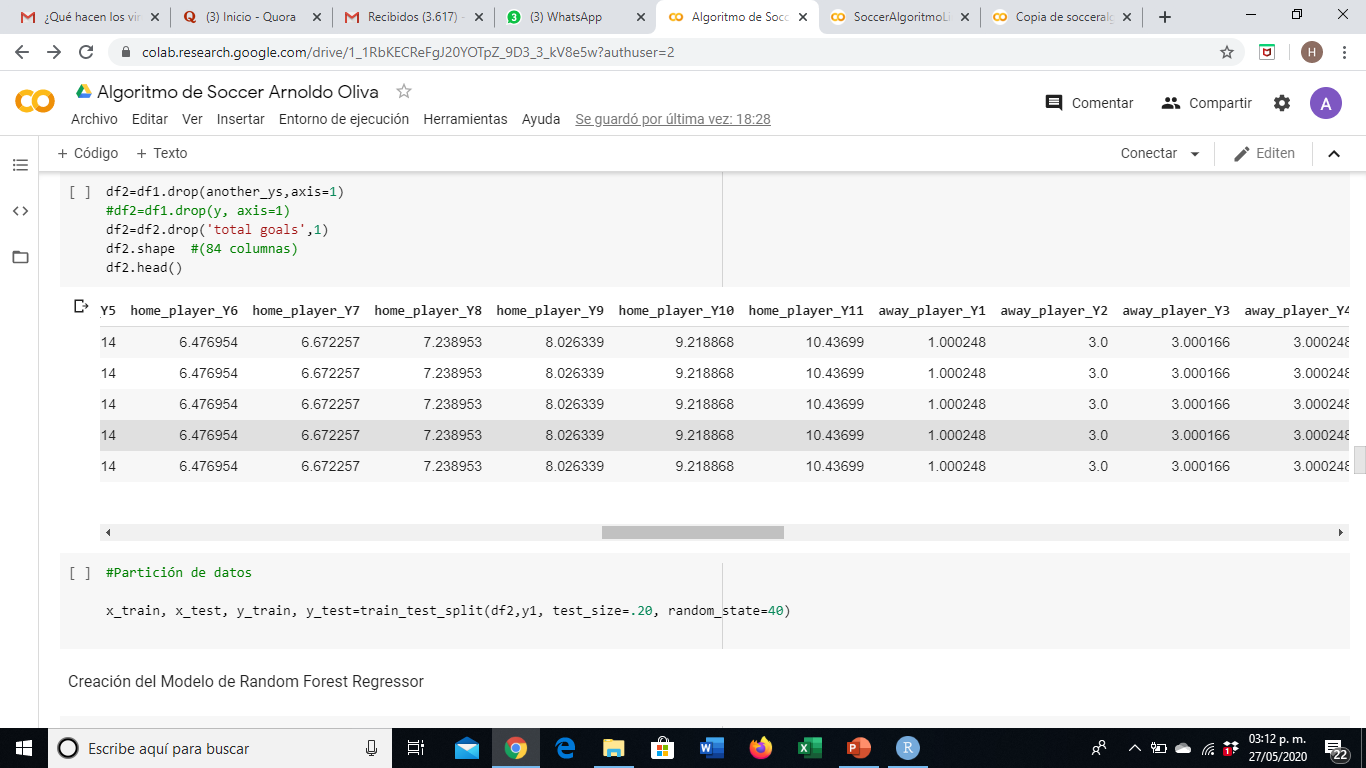 ¿Qué hacen los vir
(3) Inicio - Quora
Recibidos (3.617) -
(3) WhatsApp
Algoritmo de Socc
SoccerAlgoritmoLi
Copia de socceralg
colab.research.google.com/drive/1_1RbKECReFgJ20YOTpZ_9D3_3_kV8e5w?authuser=2
H
Algoritmo de Soccer Arnoldo Oliva
Comentar
Compartir
A
Archivo Editar Ver Insertar Entorno de ejecución Herramientas Ayuda Se guardó por última vez: 18:28
+ Código + Texto
Conectar
Editen
[ ] df2=df1.drop(another_ys,axis=1)
#df2=df1.drop(y, axis=1)
df2=df2.drop('total goals',1)
df2.shape #(84 columnas)
df2.head()
Y5 home_player_Y6 home_player_Y7 home_player_Y8 home_player_Y9 home_player_Y10 home_player_Y11 away_player_Y1 away_player_Y2 away_player_Y3 away_player_Y4
14 6.476954 6.672257 7.238953 8.026339 9.218868 10.43699 1.000248 3.0 3.000166 3.000248
14 6.476954 6.672257 7.238953 8.026339 9.218868 10.43699 1.000248 3.0 3.000166 3.000248
14 6.476954 6.672257 7.238953 8.026339 9.218868 10.43699 1.000248 3.0 3.000166 3.000248
14 6.476954 6.672257 7.238953 8.026339 9.218868 10.43699 1.000248 3.0 3.000166 3.000248
14 6.476954 6.672257 7.238953 8.026339 9.218868 10.43699 1.000248 3.0 3.000166 3.000248
[ ] #Partición de datos
x_train, x_test, y_train, y_test=train_test_split(df2,y1, test_size=.20, random_state=40)
Creación del Modelo de Random Forest Regressor
Escribe aquí para buscar
03:12 p. m.
27/05/2020
22